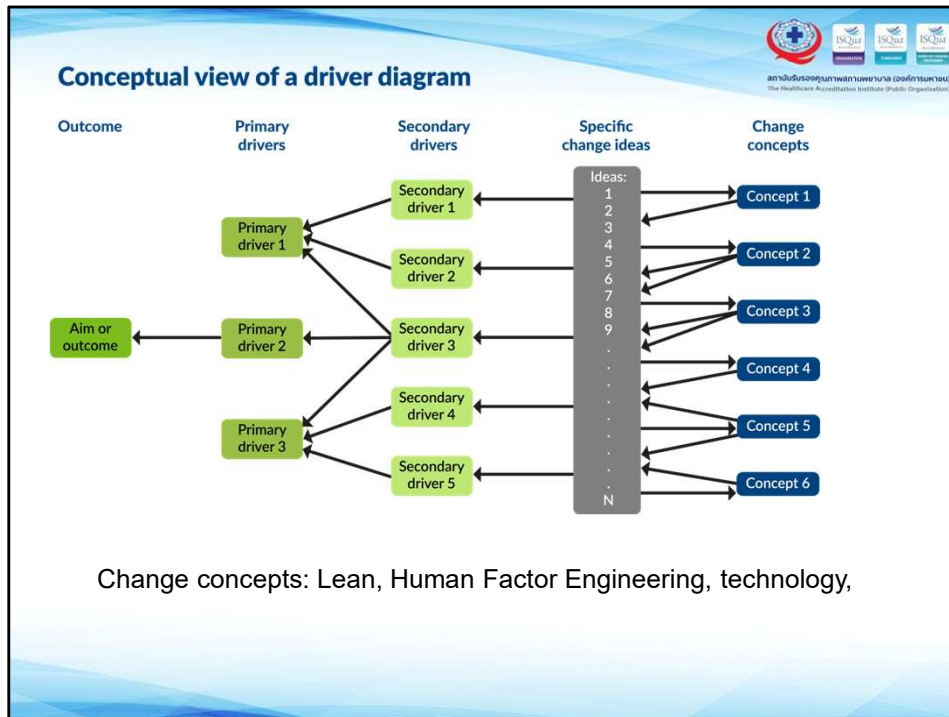 ISQua
ISQua
ISQua
ORGANISATION
STANDARDS
สถาบันรับรองคุณภาพสถานพยาบาล (องค์การมหาชน)
The Healthcare Accreditation Institute (Public Organization)
Conceptual view of a driver diagram
Outcome
Primary
drivers
Secondary
drivers
Specific
change ideas
Change
concepts
Aim or
outcome
Primary
driver 1
Primary
driver 2
Primary
driver 3
Secondary
driver 1
Secondary
driver 2
Secondary
driver 3
Secondary
driver 4
Secondary
driver 5
Ideas:
1
2
3
4
5
6
7
8
9
.
.
.
.
.
.
.
.
N
Concept 1
Concept 2
Concept 3
Concept 4
Concept 5
Concept 6
Change concepts: Lean, Human Factor Engineering, technology,